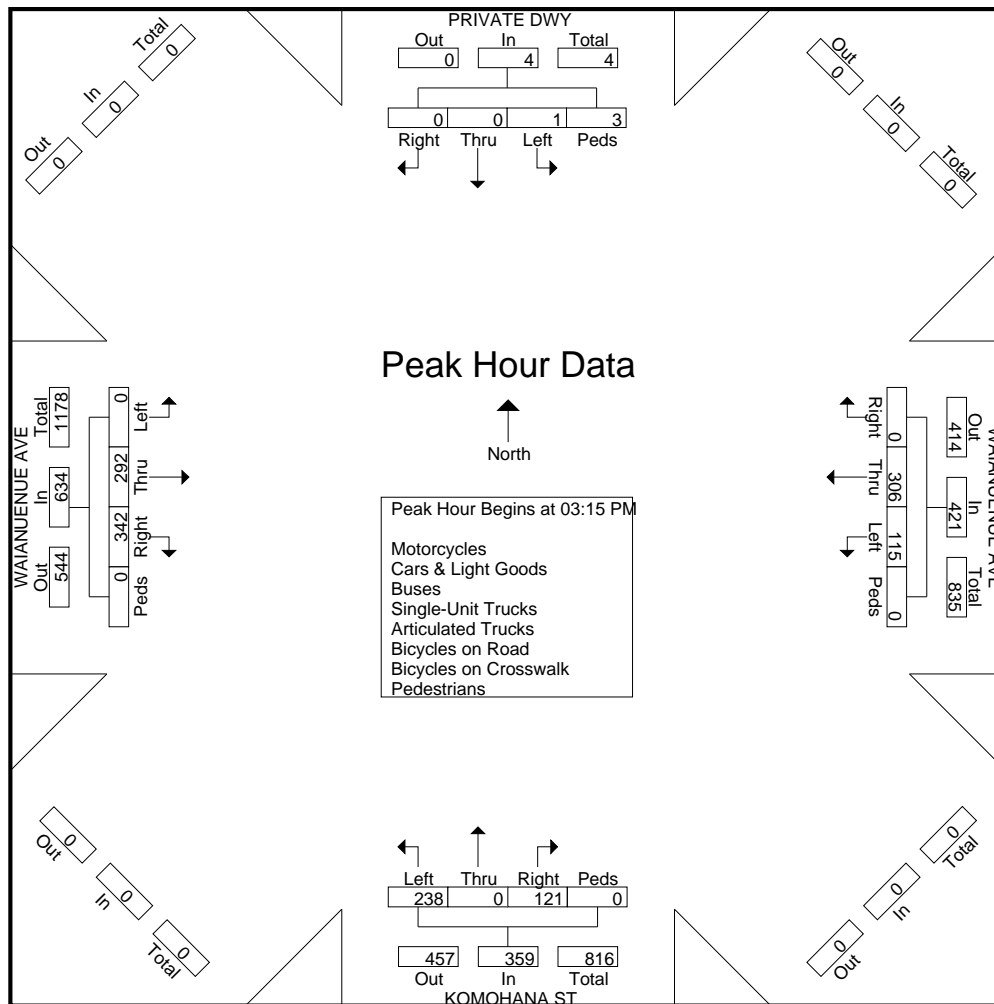 PRIVATE DWY
Out In Total
0 4 4
0 0 1 3
Right Thru Left Peds
Total
0
In
0
Out
0
Out
0
In
0
Total
0
Peak Hour Data
North
Peak Hour Begins at 03:15 PM
Motorcycles
Cars & Light Goods
Buses
Single-Unit Trucks
Articulated Trucks
Bicycles on Road
Bicycles on Crosswalk
Pedestrians
WAIANUENUE AVE
Out In Total
544 634 1178
0 342 292 0
Peds Right Thru Left
WAIANUENUE AVE
Out In Total
414 421 835
0 306 115 0
Right Thru Left Peds
Out
0
In
0
Total
0
Total
0
In
0
Out
0
Left Thru Right Peds
238 0 121 0
457 359 816
Out In Total
KOMOHANA ST